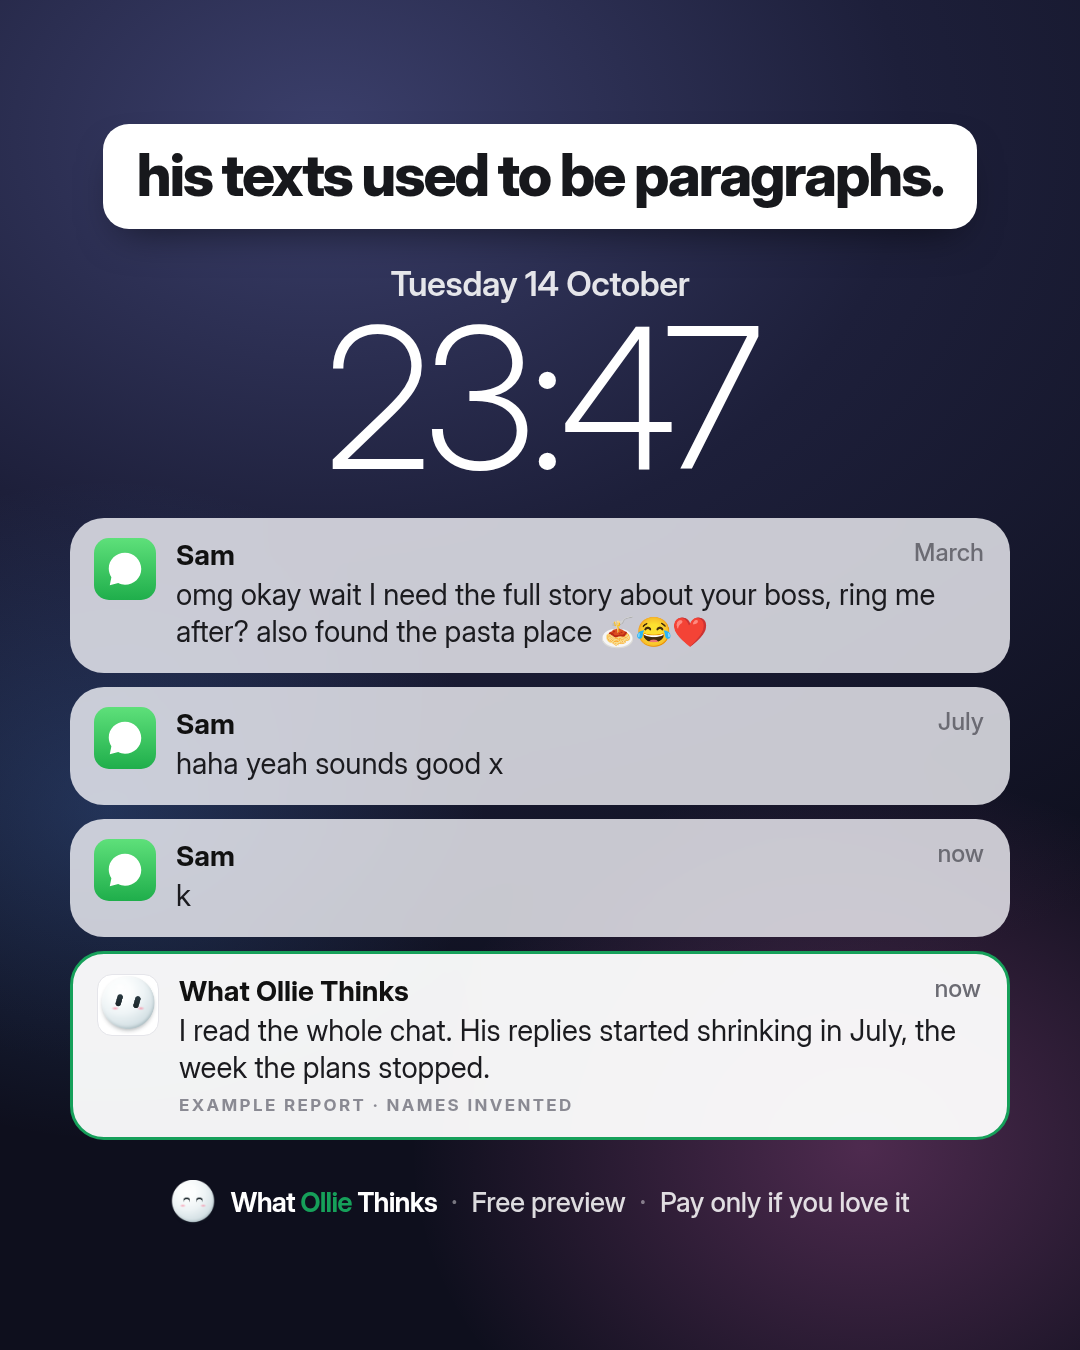 his texts used to be paragraphs.
Tuesday 14 October
23:47
Sam
March
omg okay wait I need the full story about your boss, ring me
after? also found the pasta place 🍝😂❤️
Sam
July
haha yeah sounds good x
Sam
now
k
What Ollie Thinks
now
I read the whole chat. His replies started shrinking in July, the
week the plans stopped.
EXAMPLE REPORT · NAMES INVENTED
What Ollie Thinks · Free preview · Pay only if you love it